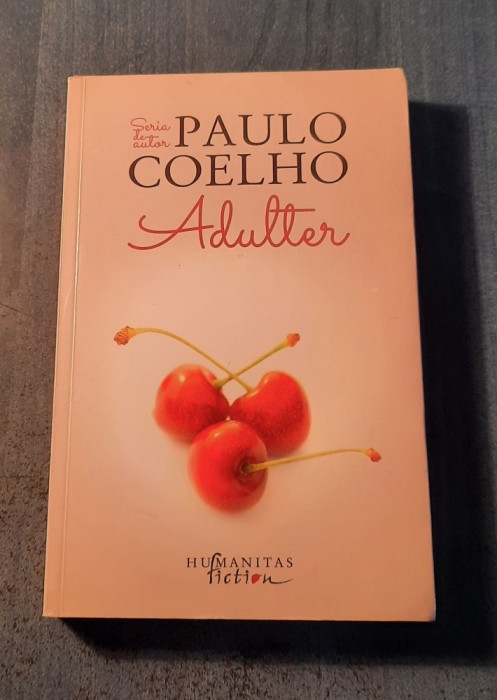 Seria
de
autor
PAULO
COELHO
Adulter
HUMANITAS
fiction